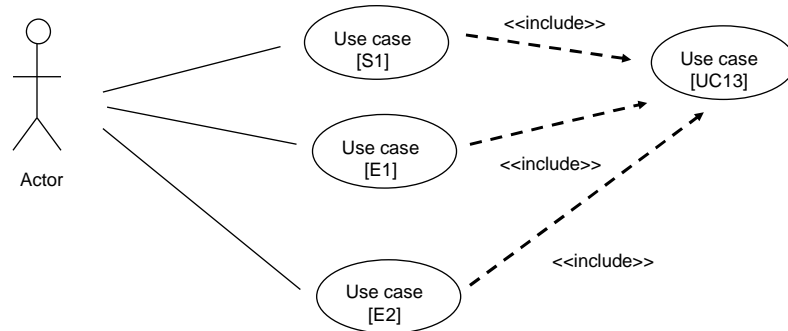 <<include>>
Use case
[S1]
Use case
[UC13]
Use case
[E1]
<<include>>
Actor
<<include>>
Use case
[E2]